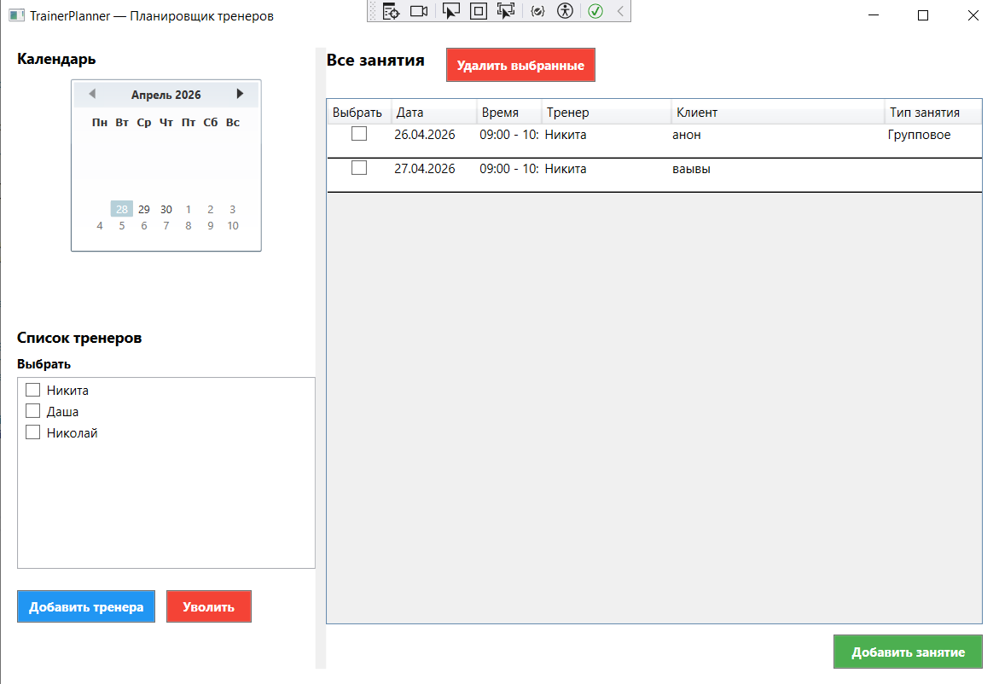 TrainerPlanner — Планировщик тренеров
Календарь
Апрель 2026
Пн Вт Ср Чт Пт Сб Вс
28 29 30 1 2 3
4 5 6 7 8 9 10
Список тренеров
Выбрать
Никита
Даша
Николай
Добавить тренера Уволить
Все занятия Удалить выбранные
Выбрать Дата Время Тренер Клиент Тип занятия
26.04.2026 09:00 - 10: Никита анон Групповое
27.04.2026 09:00 - 10: Никита ваывы
Добавить занятие